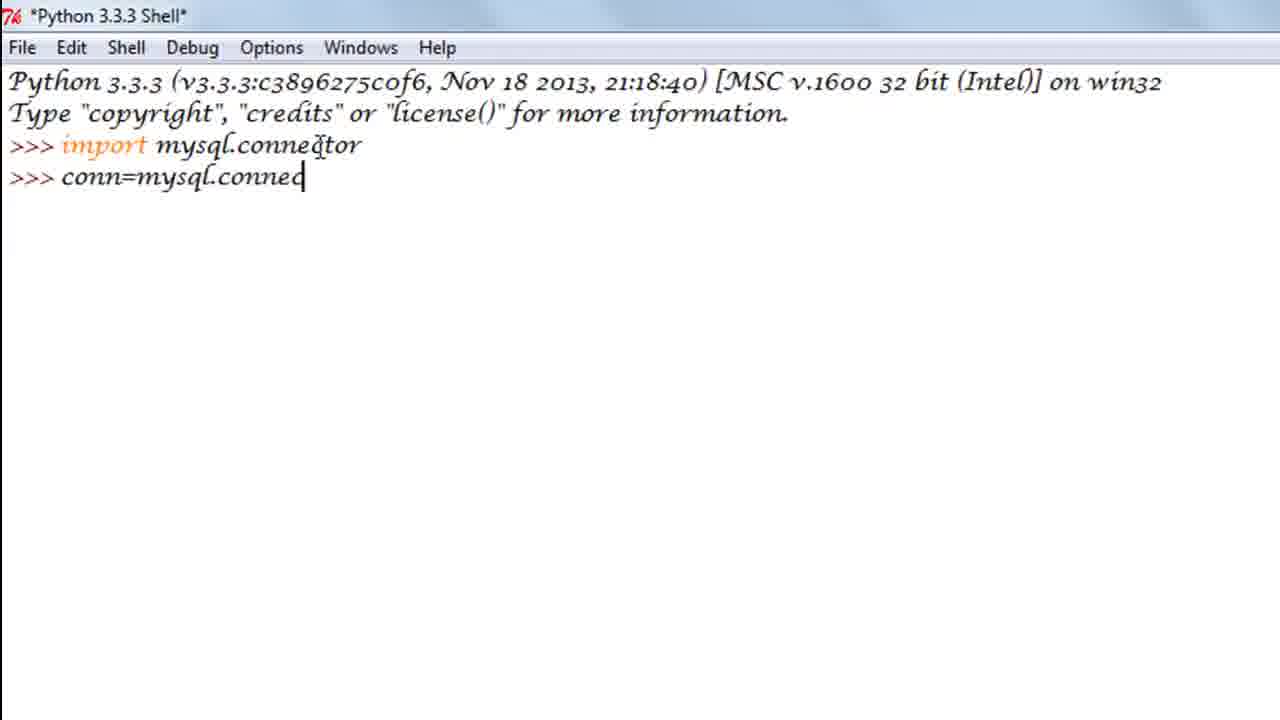 *Python 3.3.3 Shell*
File Edit Shell Debug Options Windows Help
Python 3.3.3 (v3.3.3:c3896275c0f6, Nov 18 2013, 21:18:40) [MSC v.1600 32 bit (Intel)] on win32
Type "copyright", "credits" or "license()" for more information.
>>> import mysql.connector
>>> conn=mysql.connec